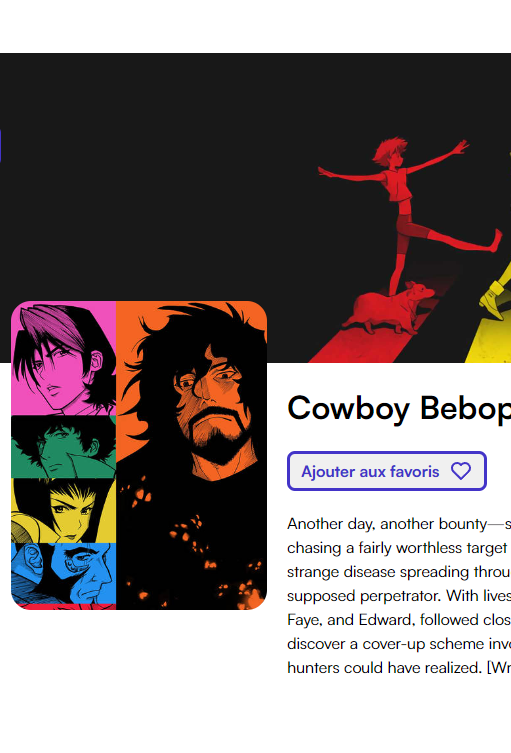 Cowboy Bebop
Ajouter aux favoris
Another day, another bounty—s
chasing a fairly worthless target
strange disease spreading throu
supposed perpetrator. With lives
Faye, and Edward, followed clos
discover a cover-up scheme invo
hunters could have realized. [Wr